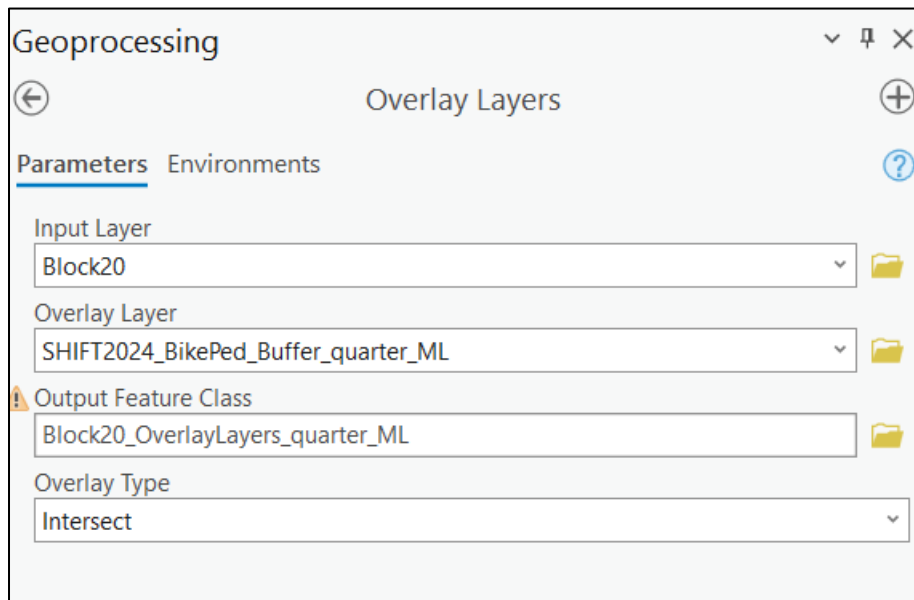 Geoprocessing
Overlay Layers
Parameters Environments
Input Layer
Block20
Overlay Layer
SHIFT2024_BikePed_Buffer_quarter_ML
Output Feature Class
Block20_OverlayLayers_quarter_ML
Overlay Type
Intersect